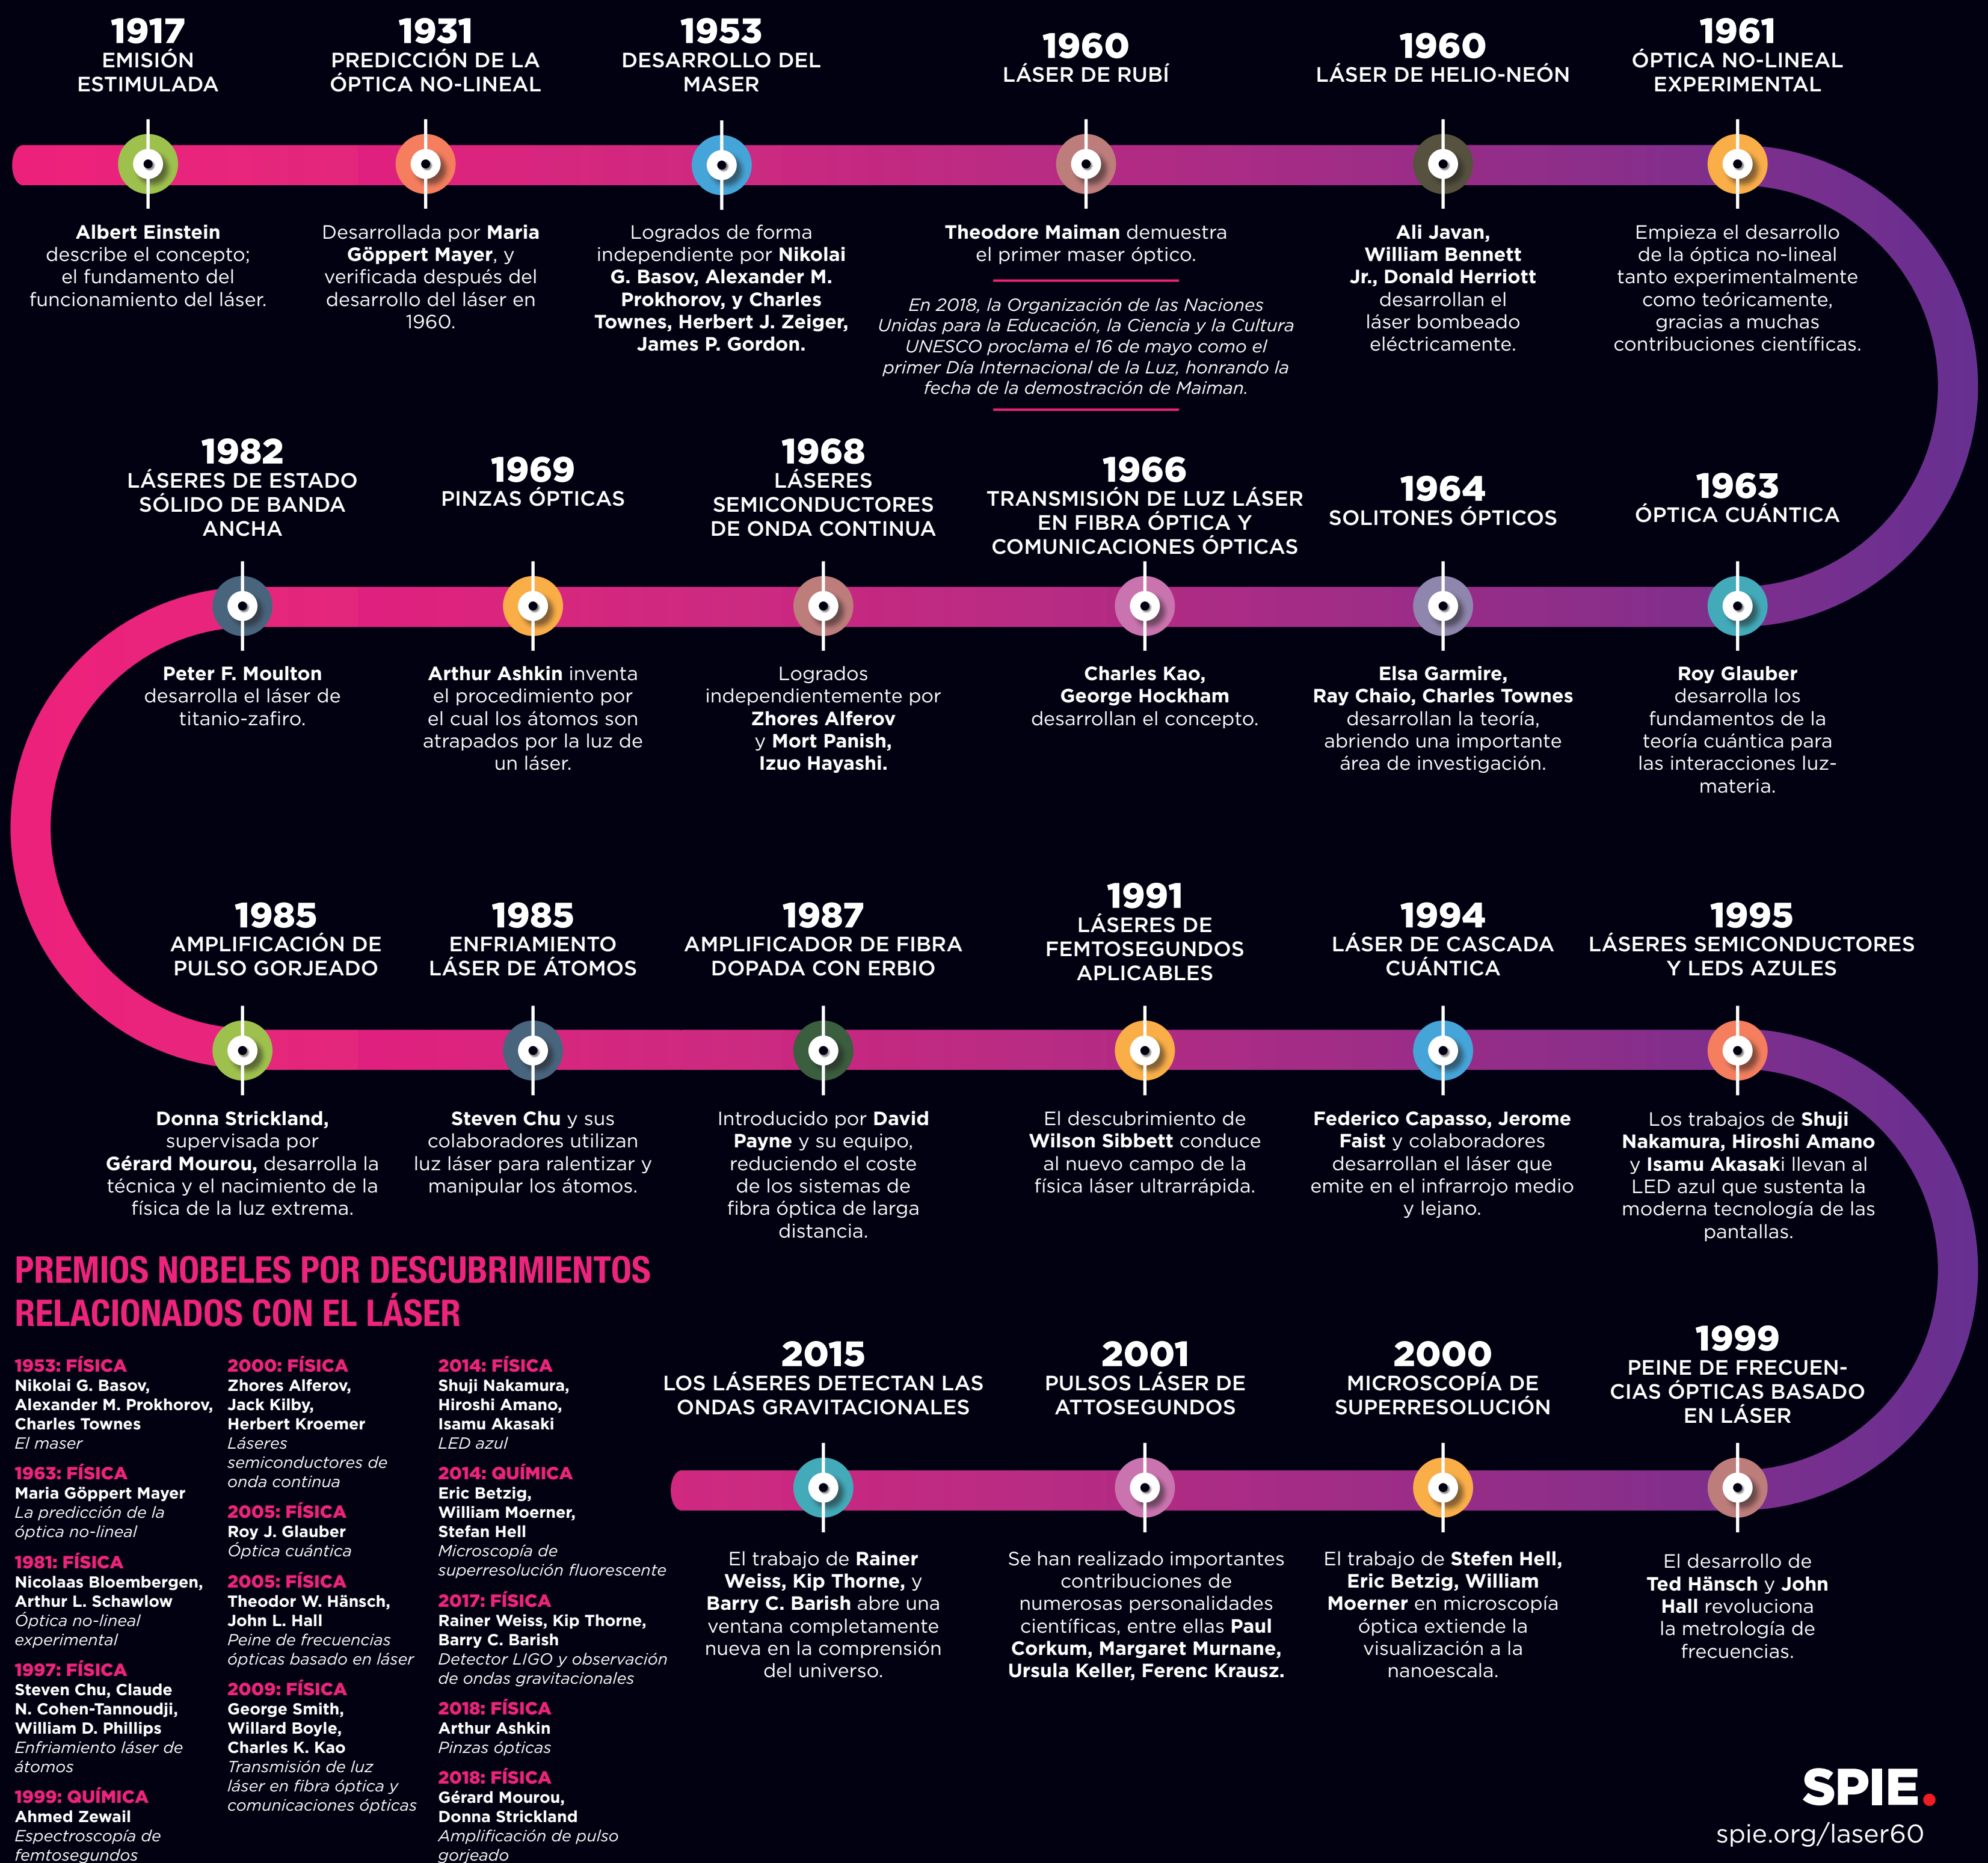 1917
EMISIÓN
ESTIMULADA
Albert Einstein
describe el concepto;
el fundamento del
funcionamiento del láser.
1931
PREDICCIÓN DE LA
ÓPTICA NO-LINEAL
Desarrollada por Maria
Göppert Mayer, y
verificada después del
desarrollo del láser en
1960.
1953
DESARROLLO DEL
MASER
Logrados de forma
independiente por Nikolai
G. Basov, Alexander M.
Prokhorov, y Charles
Townes, Herbert J. Zeiger,
James P. Gordon.
1960
LÁSER DE RUBÍ
Theodore Maiman demuestra
el primer maser óptico.
En 2018, la Organización de las Naciones
Unidas para la Educación, la Ciencia y la Cultura
UNESCO proclama el 16 de mayo como el
primer Día Internacional de la Luz, honrando la
fecha de la demostración de Maiman.
1960
LÁSER DE HELIO-NEÓN
Ali Javan,
William Bennett
Jr., Donald Herriott
desarrollan el
láser bombeado
eléctricamente.
1961
ÓPTICA NO-LINEAL
EXPERIMENTAL
Empieza el desarrollo
de la óptica no-lineal
tanto experimentalmente
como teóricamente,
gracias a muchas
contribuciones científicas.
1963
ÓPTICA CUÁNTICA
Roy Glauber
desarrolla los
fundamentos de la
teoría cuántica para
las interacciones luz-
materia.
1964
SOLITONES ÓPTICOS
Elsa Garmire,
Ray Chaio, Charles Townes
desarrollan la teoría,
abriendo una importante
área de investigación.
1966
TRANSMISIÓN DE LUZ LÁSER
EN FIBRA ÓPTICA Y
COMUNICACIONES ÓPTICAS
Charles Kao,
George Hockham
desarrollan el concepto.
1968
LÁSERES
SEMICONDUCTORES
DE ONDA CONTINUA
Logrados
independientemente por
Zhores Alferov
y Mort Panish,
Izuo Hayashi.
1969
PINZAS ÓPTICAS
Arthur Ashkin inventa
el procedimiento por
el cual los átomos son
atrapados por la luz de
un láser.
1982
LÁSERES DE ESTADO
SÓLIDO DE BANDA
ANCHA
Peter F. Moulton
desarrolla el láser de
titanio-zafiro.
1985
AMPLIFICACIÓN DE
PULSO GORJEADO
Donna Strickland,
supervisada por
Gérard Mourou, desarrolla la
técnica y el nacimiento de la
física de la luz extrema.
1985
ENFRIAMIENTO
LÁSER DE ÁTOMOS
Steven Chu y sus
colaboradores utilizan
luz láser para ralentizar y
manipular los átomos.
1987
AMPLIFICADOR DE FIBRA
DOPADA CON ERBIO
Introducido por David
Payne y su equipo,
reduciendo el coste
de los sistemas de
fibra óptica de larga
distancia.
1991
LÁSERES DE
FEMTOSEGUNDOS
APLICABLES
El descubrimiento de
Wilson Sibbett conduce
al nuevo campo de la
física láser ultrarrápida.
1994
LÁSER DE CASCADA
CUÁNTICA
Federico Capasso, Jerome
Faist y colaboradores
desarrollan el láser que
emite en el infrarrojo medio
y lejano.
1995
LÁSERES SEMICONDUCTORES
Y LEDS AZULES
Los trabajos de Shuji
Nakamura, Hiroshi Amano
y Isamu Akasaki llevan al
LED azul que sustenta la
moderna tecnología de las
pantallas.
1999
PEINE DE FRECUEN-
CIAS ÓPTICAS BASADO
EN LÁSER
El desarrollo de
Ted Hänsch y John
Hall revoluciona
la metrología de
frecuencias.
2000
MICROSCOPÍA DE
SUPERRESOLUCIÓN
El trabajo de Stefen Hell,
Eric Betzig, William
Moerner en microscopía
óptica extiende la
visualización a la
nanoescala.
2001
PULSOS LÁSER DE
ATTOSEGUNDOS
Se han realizado importantes
contribuciones de
numerosas personalidades
científicas, entre ellas Paul
Corkum, Margaret Murnane,
Ursula Keller, Ferenc Krausz.
2015
LOS LÁSERES DETECTAN LAS
ONDAS GRAVITACIONALES
El trabajo de Rainer
Weiss, Kip Thorne, y
Barry C. Barish abre una
ventana completamente
nueva en la comprensión
del universo.
PREMIOS NOBELES POR DESCUBRIMIENTOS
RELACIONADOS CON EL LÁSER
1953: FÍSICA
Nikolai G. Basov,
Alexander M. Prokhorov,
Charles Townes
El maser
1963: FÍSICA
Maria Göppert Mayer
La predicción de la
óptica no-lineal
1981: FÍSICA
Nicolaas Bloembergen,
Arthur L. Schawlow
Óptica no-lineal
experimental
1997: FÍSICA
Steven Chu, Claude
N. Cohen-Tannoudji,
William D. Phillips
Enfriamiento láser de
átomos
1999: QUÍMICA
Ahmed Zewail
Espectroscopía de
femtosegundos
2000: FÍSICA
Zhores Alferov,
Jack Kilby,
Herbert Kroemer
Láseres
semiconductores de
onda continua
2005: FÍSICA
Roy J. Glauber
Óptica cuántica
2005: FÍSICA
Theodor W. Hänsch,
John L. Hall
Peine de frecuencias
ópticas basado en láser
2009: FÍSICA
George Smith,
Willard Boyle,
Charles K. Kao
Transmisión de luz
láser en fibra óptica y
comunicaciones ópticas
2014: FÍSICA
Shuji Nakamura,
Hiroshi Amano,
Isamu Akasaki
LED azul
2014: QUÍMICA
Eric Betzig,
William Moerner,
Stefan Hell
Microscopía de
superresolución fluorescente
2017: FÍSICA
Rainer Weiss, Kip Thorne,
Barry C. Barish
Detector LIGO y observación
de ondas gravitacionales
2018: FÍSICA
Arthur Ashkin
Pinzas ópticas
2018: FÍSICA
Gérard Mourou,
Donna Strickland
Amplificación de pulso
gorjeado
SPIE.
spie.org/laser60